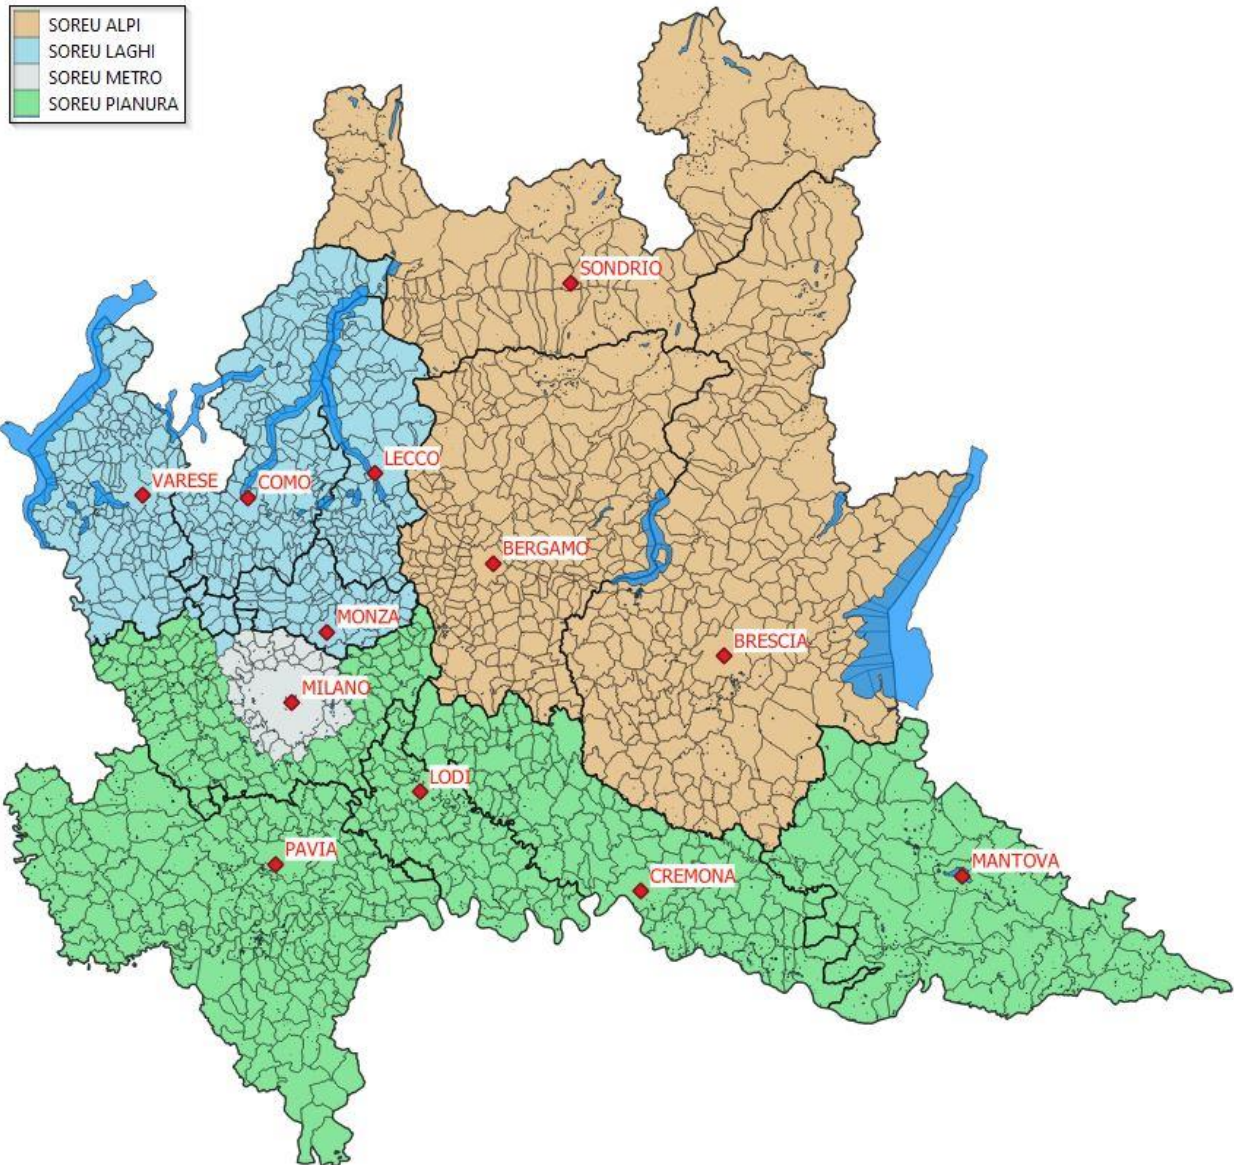 SOREU ALPI
SOREU LAGHI
SOREU METRO
SOREU PIANURA
SONDRIO
LECCO
VARESE
COMO
BERGAMO
MONZA
BRESCIA
MILANO
LODI
PAVIA
MANTOVA
CREMONA